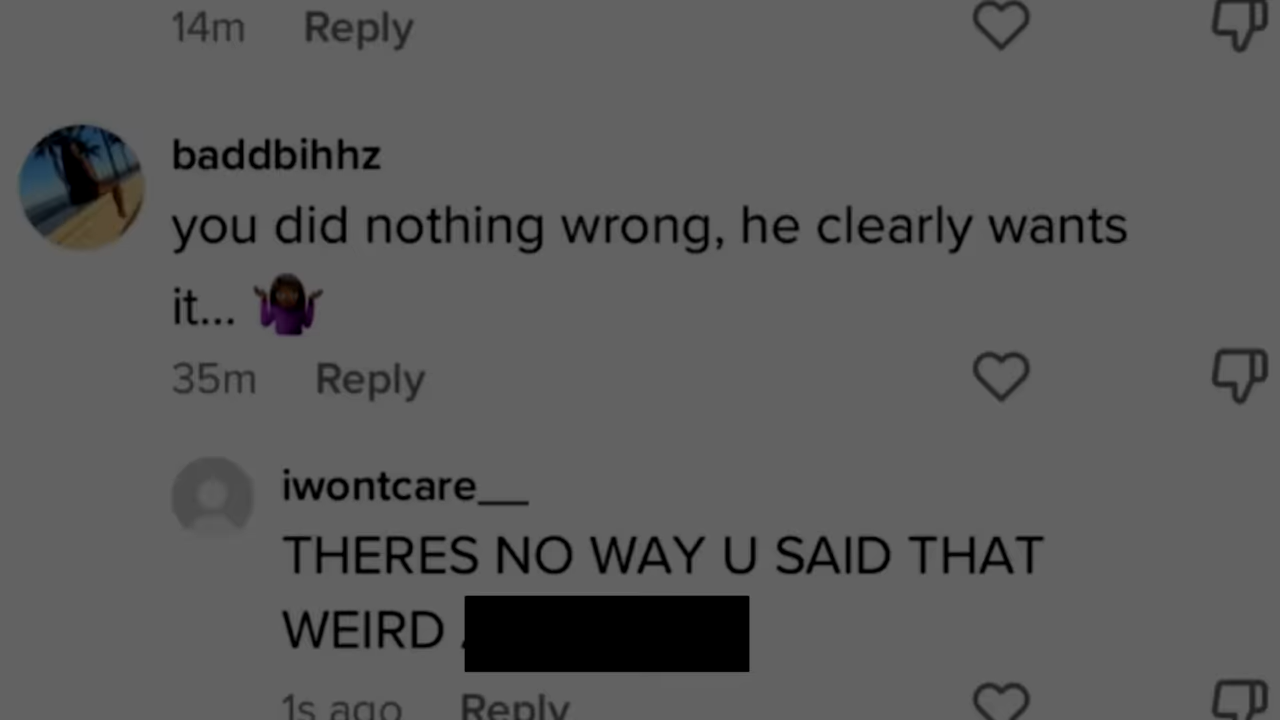 14m Reply
baddbihhz
you did nothing wrong, he clearly wants
it... 🤷🏾‍♀️
35m Reply
iwontcare__
THERES NO WAY U SAID THAT
WEIRD
1s ago Reply